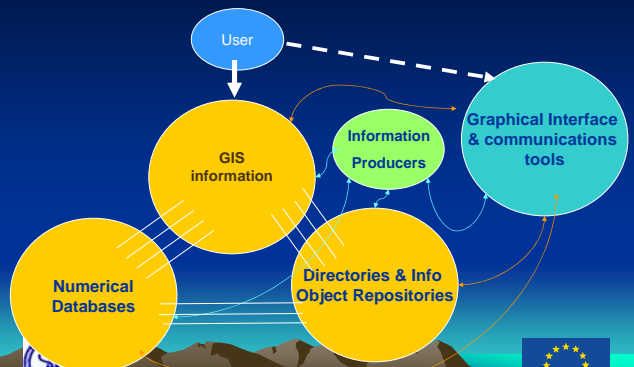 User
Graphical Interface
& communications
tools
Information
Producers
GIS
information
Directories & Info
Object Repositories
Numerical
Databases